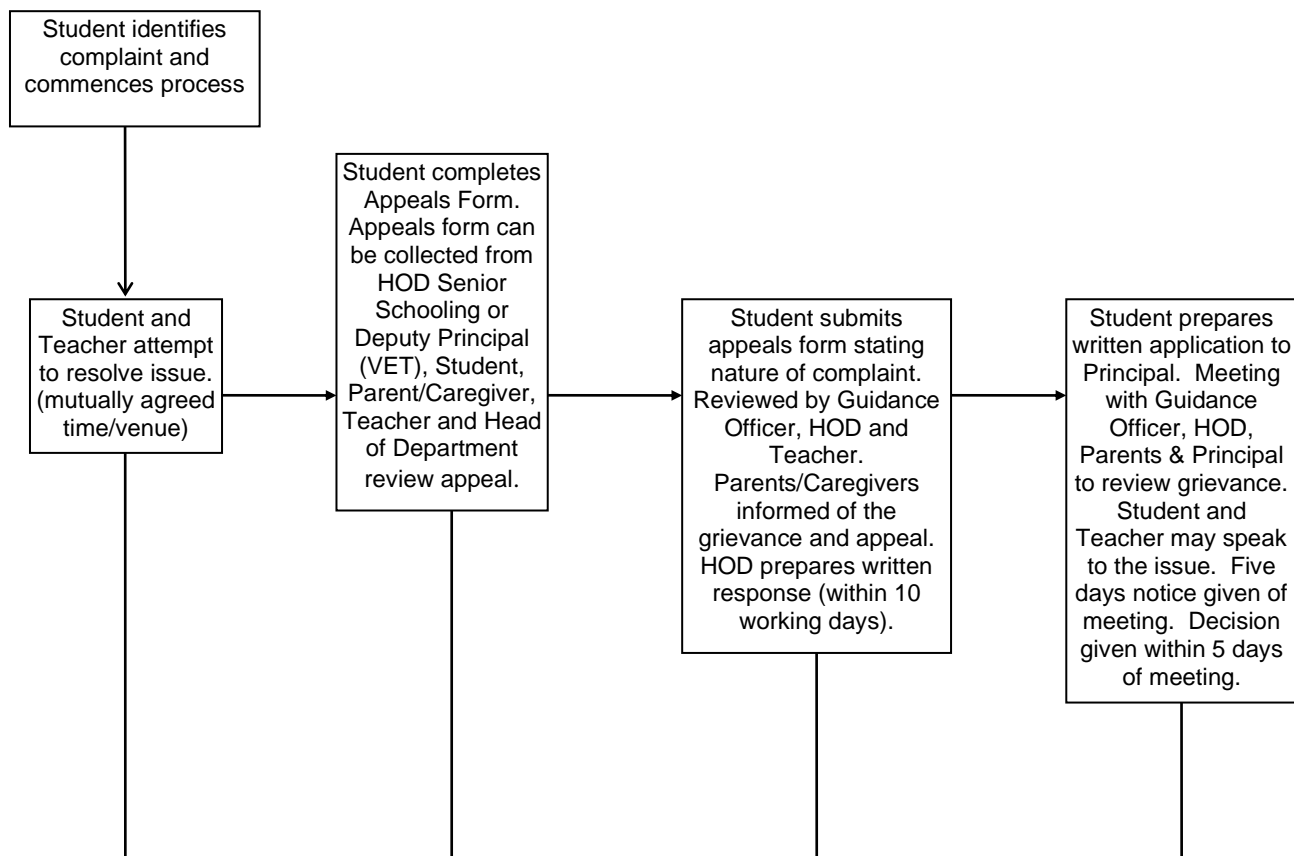 Student identifies
complaint and
commences process
Student and
Teacher attempt
to resolve issue.
(mutually agreed
time/venue)
Student completes
Appeals Form.
Appeals form can
be collected from
HOD Senior
Schooling or
Deputy Principal
(VET), Student,
Parent/Caregiver,
Teacher and Head
of Department
review appeal.
Student submits
appeals form stating
nature of complaint.
Reviewed by Guidance
Officer, HOD and
Teacher.
Parents/Caregivers
informed of the
grievance and appeal.
HOD prepares written
response (within 10
working days).
Student prepares
written application to
Principal.  Meeting
with Guidance
Officer, HOD,
Parents & Principal
to review grievance.
Student and
Teacher may speak
to the issue.  Five
days notice given of
meeting.  Decision
given within 5 days
of meeting.